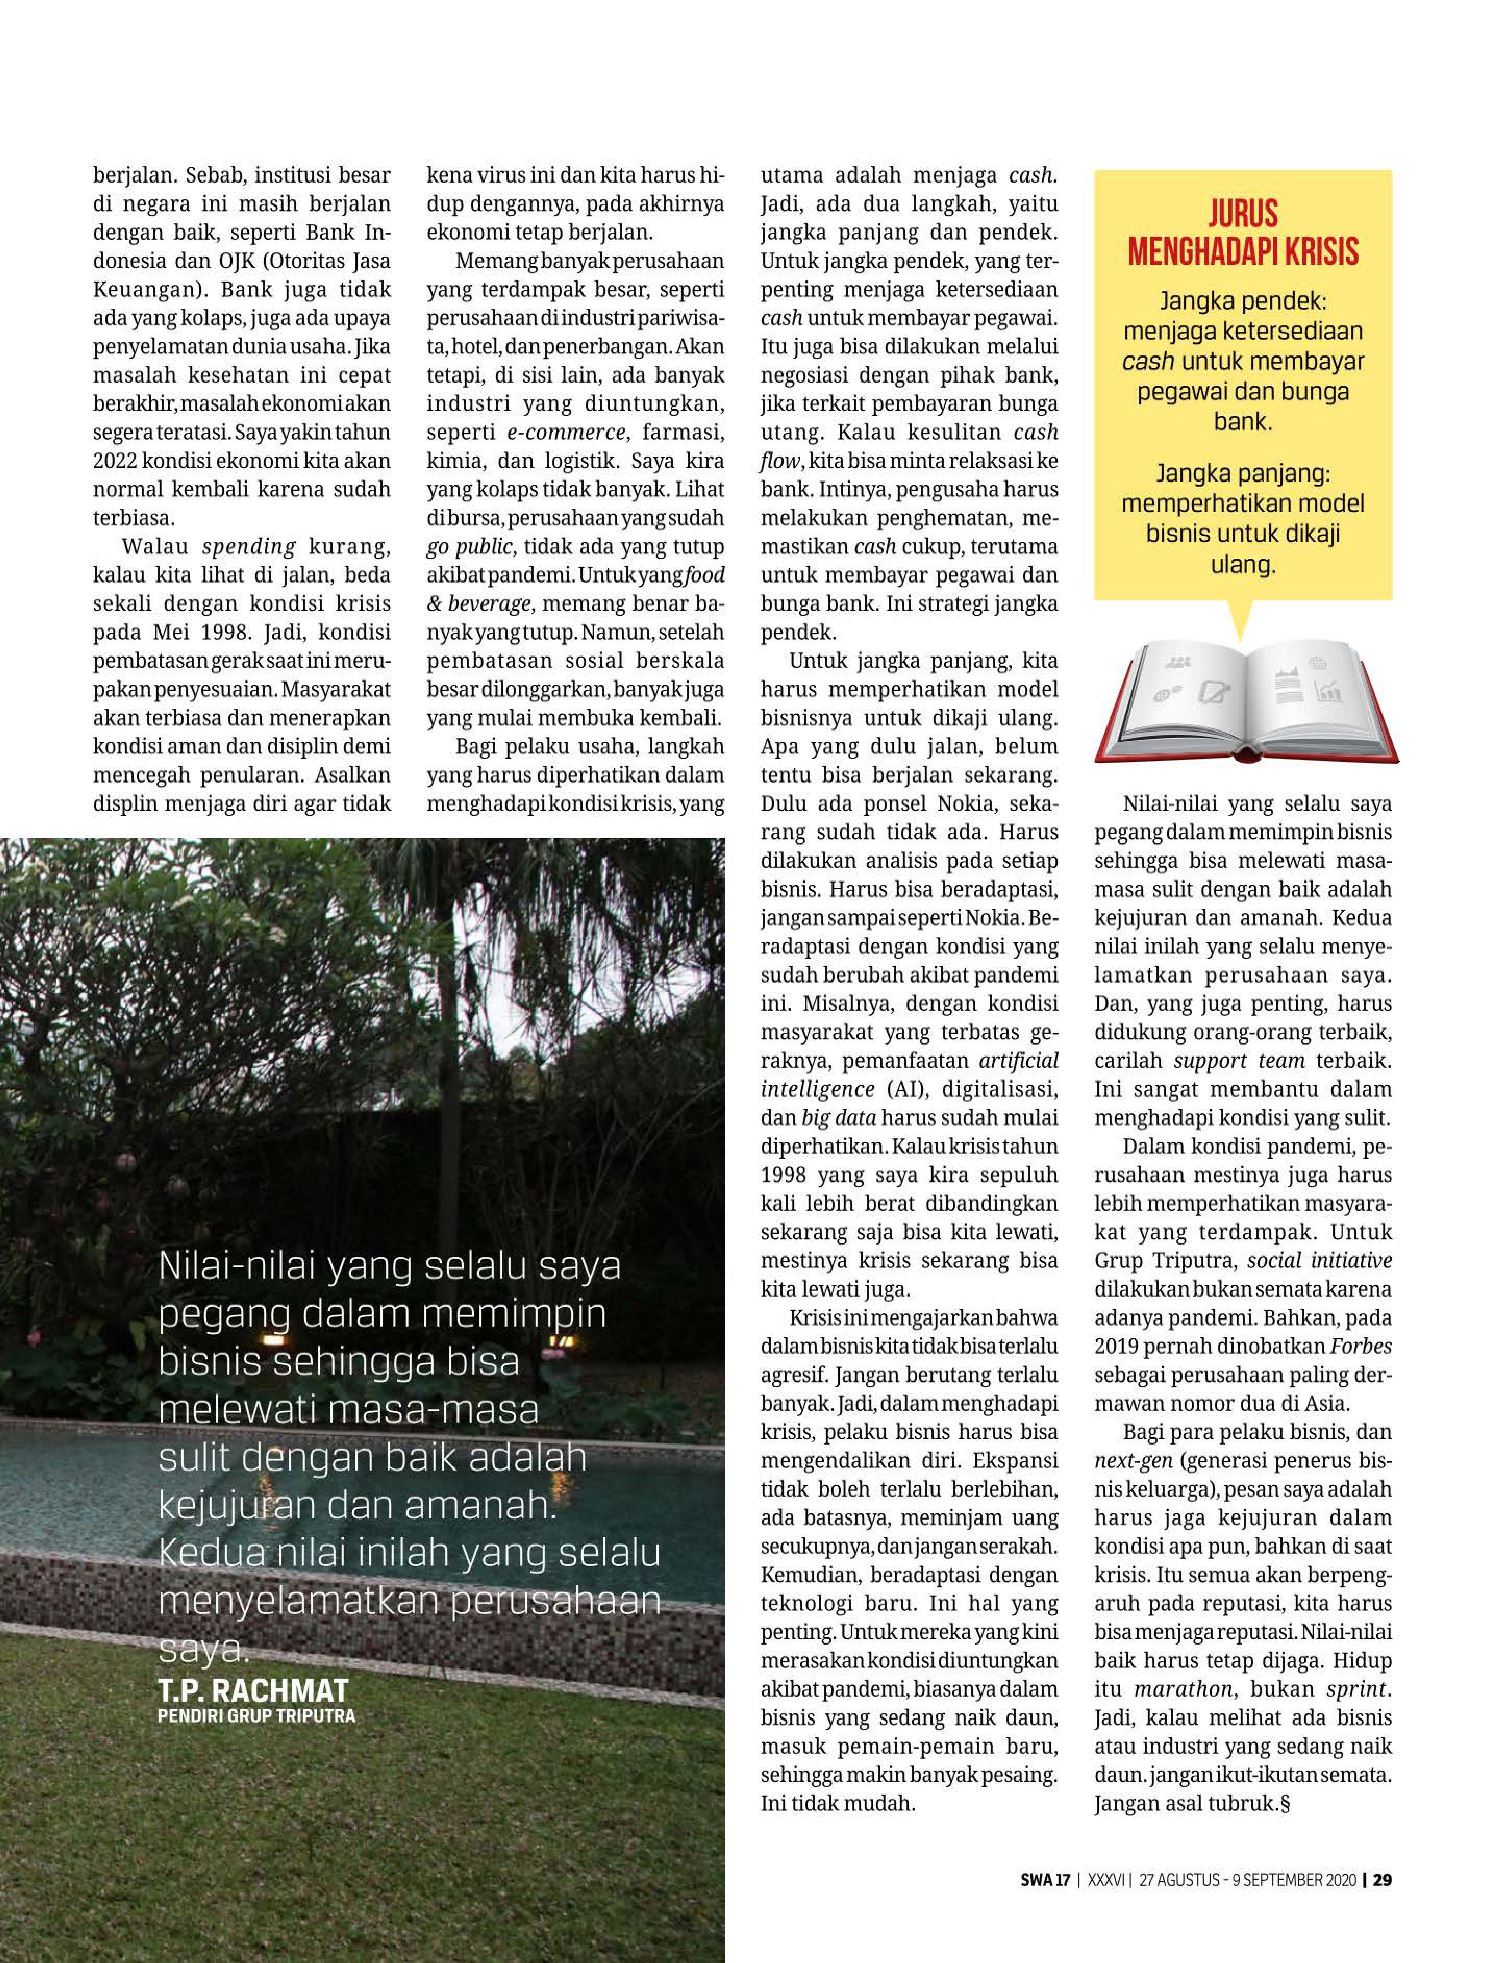 berjalan. Sebab, institusi besar
di negara ini masih berjalan
dengan baik, seperti Bank In-
donesia dan OJK (Otoritas Jasa
Keuangan). Bank juga tidak
ada yang kolaps, juga ada upaya
penyelamatan dunia usaha. Jika
masalah kesehatan ini cepat
berakhir, masalah ekonomi akan
segera teratasi. Saya yakin tahun
2022 kondisi ekonomi kita akan
normal kembali karena sudah
terbiasa.
Walau spending kurang,
kalau kita lihat di jalan, beda
sekali dengan kondisi krisis
pada Mei 1998. Jadi, kondisi
pembatasan gerak saat ini meru-
pakan penyesuaian. Masyarakat
akan terbiasa dan menerapkan
kondisi aman dan disiplin demi
mencegah penularan. Asalkan
displin menjaga diri agar tidak
kena virus ini dan kita harus hi-
dup dengannya, pada akhirnya
ekonomi tetap berjalan.
Memang banyak perusahaan
yang terdampak besar, seperti
perusahaan di industri pariwisa-
ta, hotel, dan penerbangan. Akan
tetapi, di sisi lain, ada banyak
industri yang diuntungkan,
seperti e-commerce, farmasi,
kimia, dan logistik. Saya kira
yang kolaps tidak banyak. Lihat
di bursa, perusahaan yang sudah
go public, tidak ada yang tutup
akibat pandemi. Untuk yang food
& beverage, memang benar ba-
nyak yang tutup. Namun, setelah
pembatasan sosial berskala
besar dilonggarkan, banyak juga
yang mulai membuka kembali.
Bagi pelaku usaha, langkah
yang harus diperhatikan dalam
menghadapi kondisi krisis, yang
utama adalah menjaga cash.
Jadi, ada dua langkah, yaitu
jangka panjang dan pendek.
Untuk jangka pendek, yang ter-
penting menjaga ketersediaan
cash untuk membayar pegawai.
Itu juga bisa dilakukan melalui
negosiasi dengan pihak bank,
jika terkait pembayaran bunga
utang. Kalau kesulitan cash
flow, kita bisa minta relaksasi ke
bank. Intinya, pengusaha harus
melakukan penghematan, me-
mastikan cash cukup, terutama
untuk membayar pegawai dan
bunga bank. Ini strategi jangka
pendek.
Untuk jangka panjang, kita
harus memperhatikan model
bisnisnya untuk dikaji ulang.
Apa yang dulu jalan, belum
tentu bisa berjalan sekarang.
Dulu ada ponsel Nokia, seka-
rang sudah tidak ada. Harus
dilakukan analisis pada setiap
bisnis. Harus bisa beradaptasi,
jangan sampai seperti Nokia. Be-
radaptasi dengan kondisi yang
sudah berubah akibat pandemi
ini. Misalnya, dengan kondisi
masyarakat yang terbatas ge-
raknya, pemanfaatan artificial
intelligence (AI), digitalisasi,
dan big data harus sudah mulai
diperhatikan. Kalau krisis tahun
1998 yang saya kira sepuluh
kali lebih berat dibandingkan
sekarang saja bisa kita lewati,
mestinya krisis sekarang bisa
kita lewati juga.
Krisis ini mengajarkan bahwa
dalam bisnis kita tidak bisa terlalu
agresif. Jangan berutang terlalu
banyak. Jadi, dalam menghadapi
krisis, pelaku bisnis harus bisa
mengendalikan diri. Ekspansi
tidak boleh terlalu berlebihan,
ada batasnya, meminjam uang
secukupnya, dan jangan serakah.
Kemudian, beradaptasi dengan
teknologi baru. Ini hal yang
penting. Untuk mereka yang kini
merasakan kondisi diuntungkan
akibat pandemi, biasanya dalam
bisnis yang sedang naik daun,
masuk pemain-pemain baru,
sehingga makin banyak pesaing.
Ini tidak mudah.
JURUS
MENGHADAPI KRISIS
Jangka pendek:
menjaga ketersediaan
cash untuk membayar
pegawai dan bunga
bank.
Jangka panjang:
memperhatikan model
bisnis untuk dikaji
ulang.
Nilai-nilai yang selalu saya
pegang dalam memimpin bisnis
sehingga bisa melewati masa-
masa sulit dengan baik adalah
kejujuran dan amanah. Kedua
nilai inilah yang selalu menye-
lamatkan perusahaan saya.
Dan, yang juga penting, harus
didukung orang-orang terbaik,
carilah support team terbaik.
Ini sangat membantu dalam
menghadapi kondisi yang sulit.
Dalam kondisi pandemi, pe-
rusahaan mestinya juga harus
lebih memperhatikan masyara-
kat yang terdampak. Untuk
Grup Triputra, social initiative
dilakukan bukan semata karena
adanya pandemi. Bahkan, pada
2019 pernah dinobatkan Forbes
sebagai perusahaan paling der-
mawan nomor dua di Asia.
Bagi para pelaku bisnis, dan
next-gen (generasi penerus bis-
nis keluarga), pesan saya adalah
harus jaga kejujuran dalam
kondisi apa pun, bahkan di saat
krisis. Itu semua akan berpeng-
aruh pada reputasi, kita harus
bisa menjaga reputasi. Nilai-nilai
baik harus tetap dijaga. Hidup
itu marathon, bukan sprint.
Jadi, kalau melihat ada bisnis
atau industri yang sedang naik
daun. jangan ikut-ikutan semata.
Jangan asal tubruk.§
Nilai-nilai yang selalu saya
pegang dalam memimpin
bisnis sehingga bisa
melewati masa-masa
sulit dengan baik adalah
kejujuran dan amanah.
Kedua nilai inilah yang selalu
menyelamatkan perusahaan
saya.
T.P. RACHMAT
PENDIRI GRUP TRIPUTRA
SWA 17 | XXXVI | 27 AGUSTUS - 9 SEPTEMBER 2020 | 29